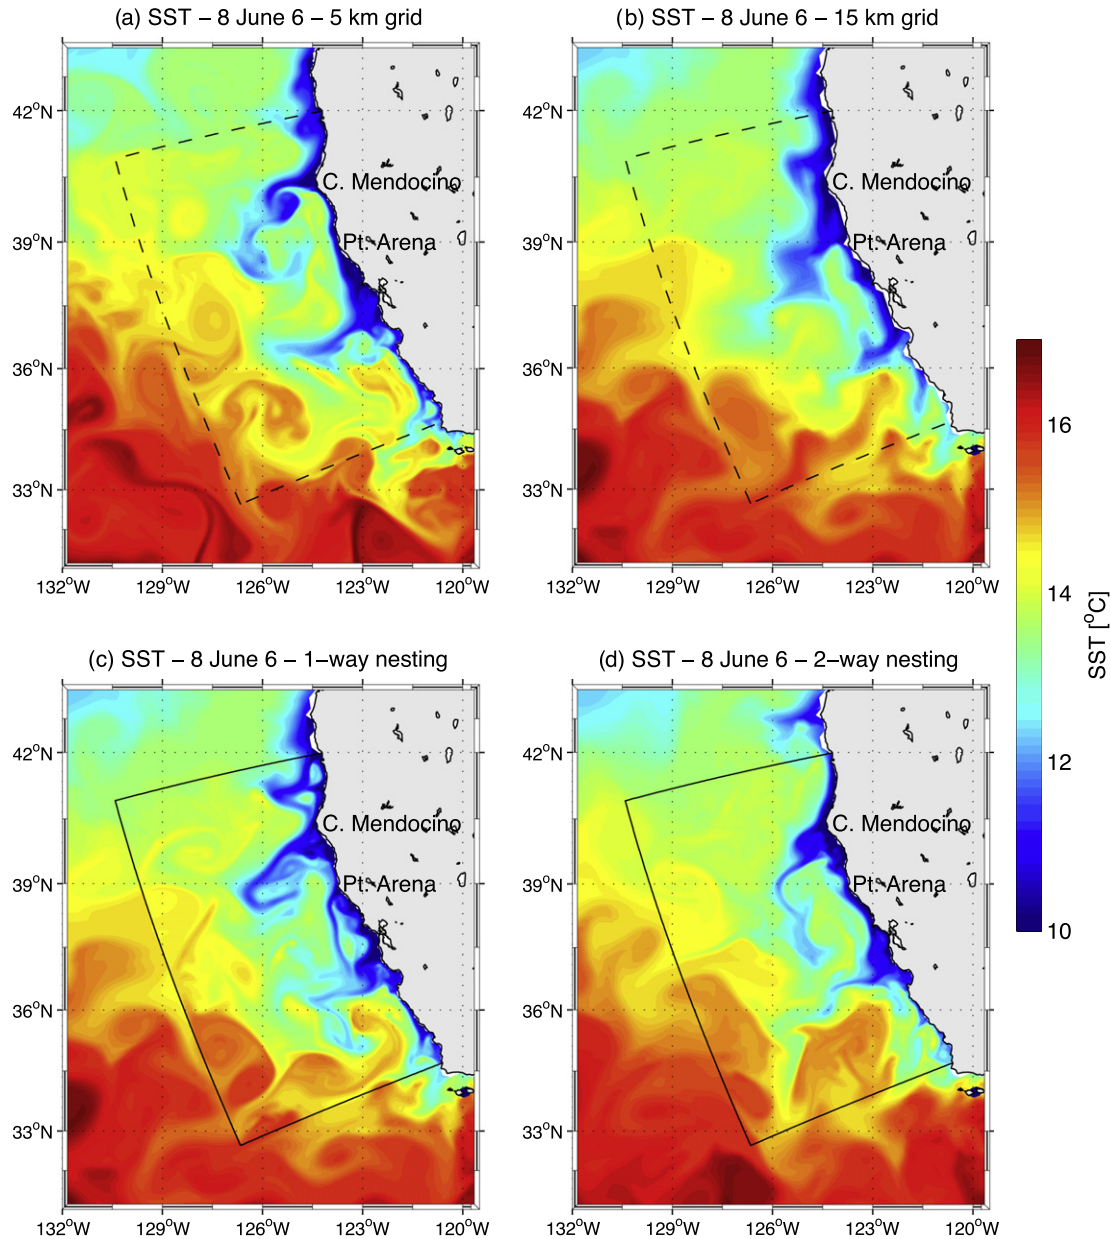 (a) SST – 8 June 6 – 5 km grid
(b) SST – 8 June 6 – 15 km grid
42°N
39°N
36°N
33°N
132°W 129°W 126°W 123°W 120°W
C. Mendocino
Pt. Arena
42°N
39°N
36°N
33°N
132°W 129°W 126°W 123°W 120°W
C. Mendocino
Pt. Arena
(c) SST – 8 June 6 – 1–way nesting
(d) SST – 8 June 6 – 2–way nesting
42°N
39°N
36°N
33°N
132°W 129°W 126°W 123°W 120°W
C. Mendocino
Pt. Arena
42°N
39°N
36°N
33°N
132°W 129°W 126°W 123°W 120°W
C. Mendocino
Pt. Arena
16
14
12
10
SST [°C]